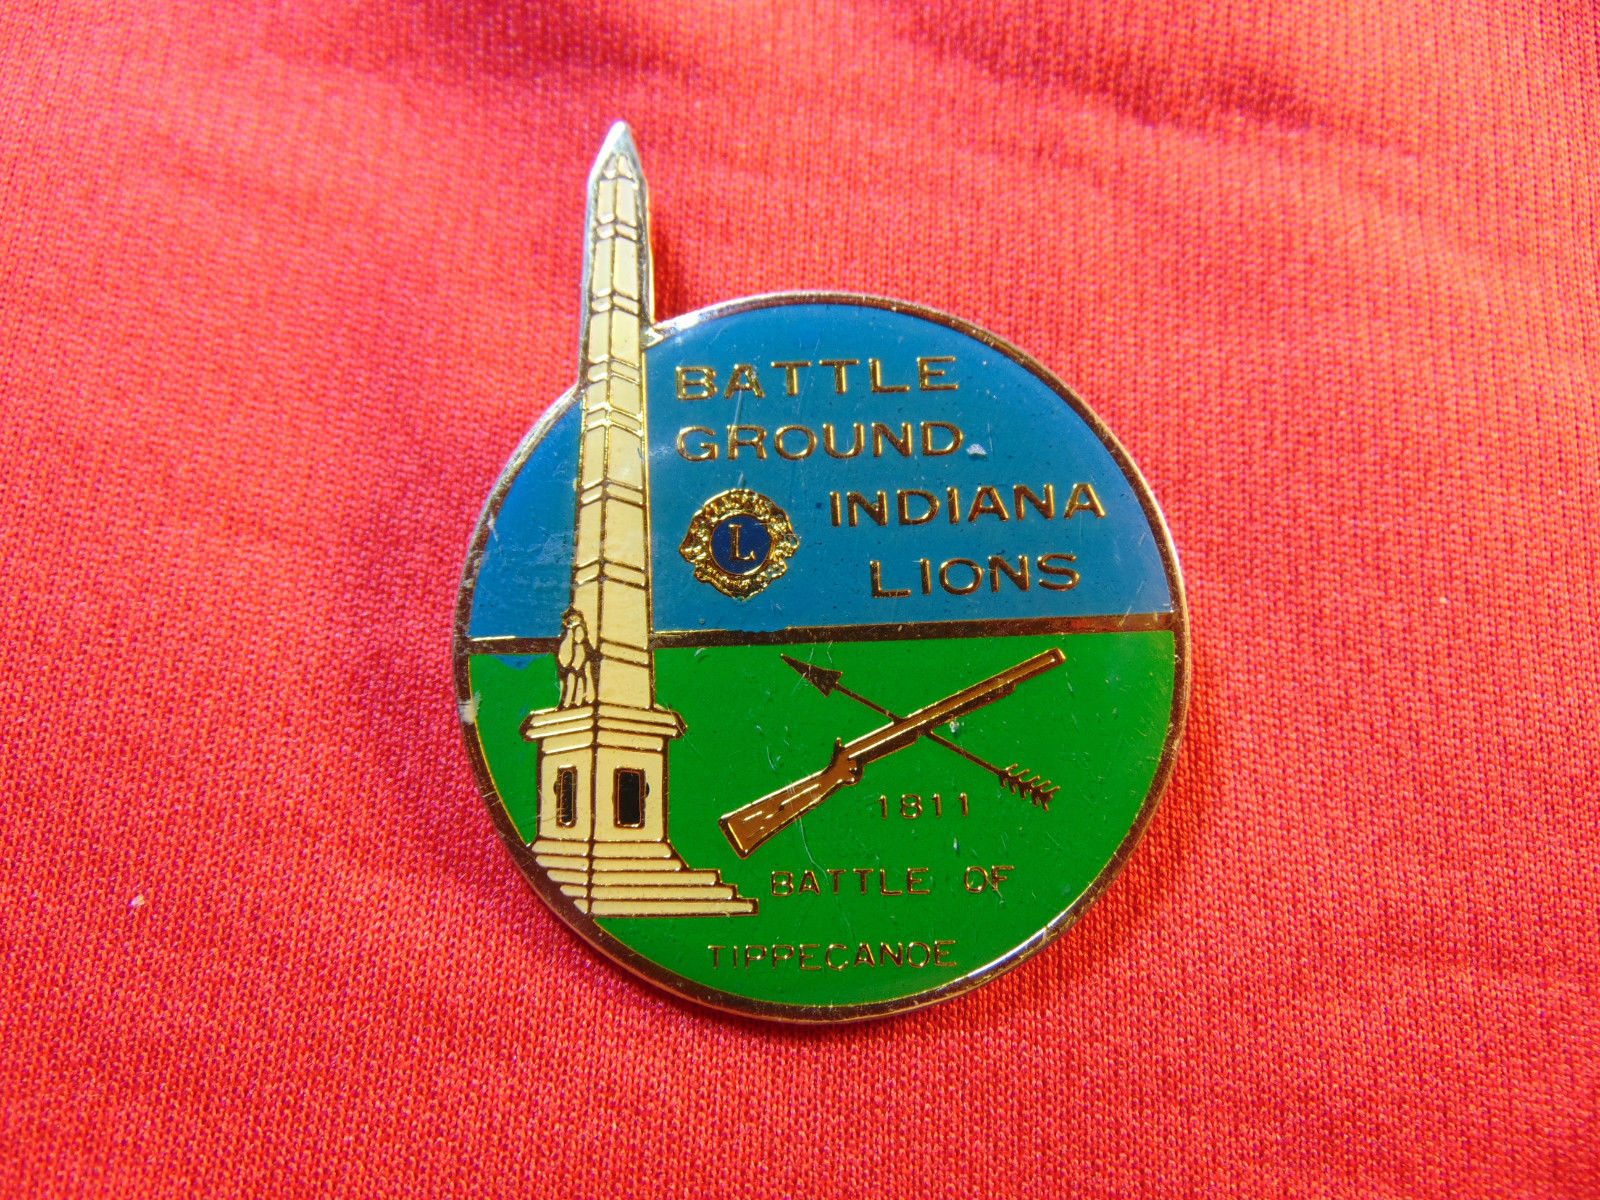 BATTLE
GROUND
INDIANA
L
LIONS
1811
BATTLE OF
TIPPECANOE